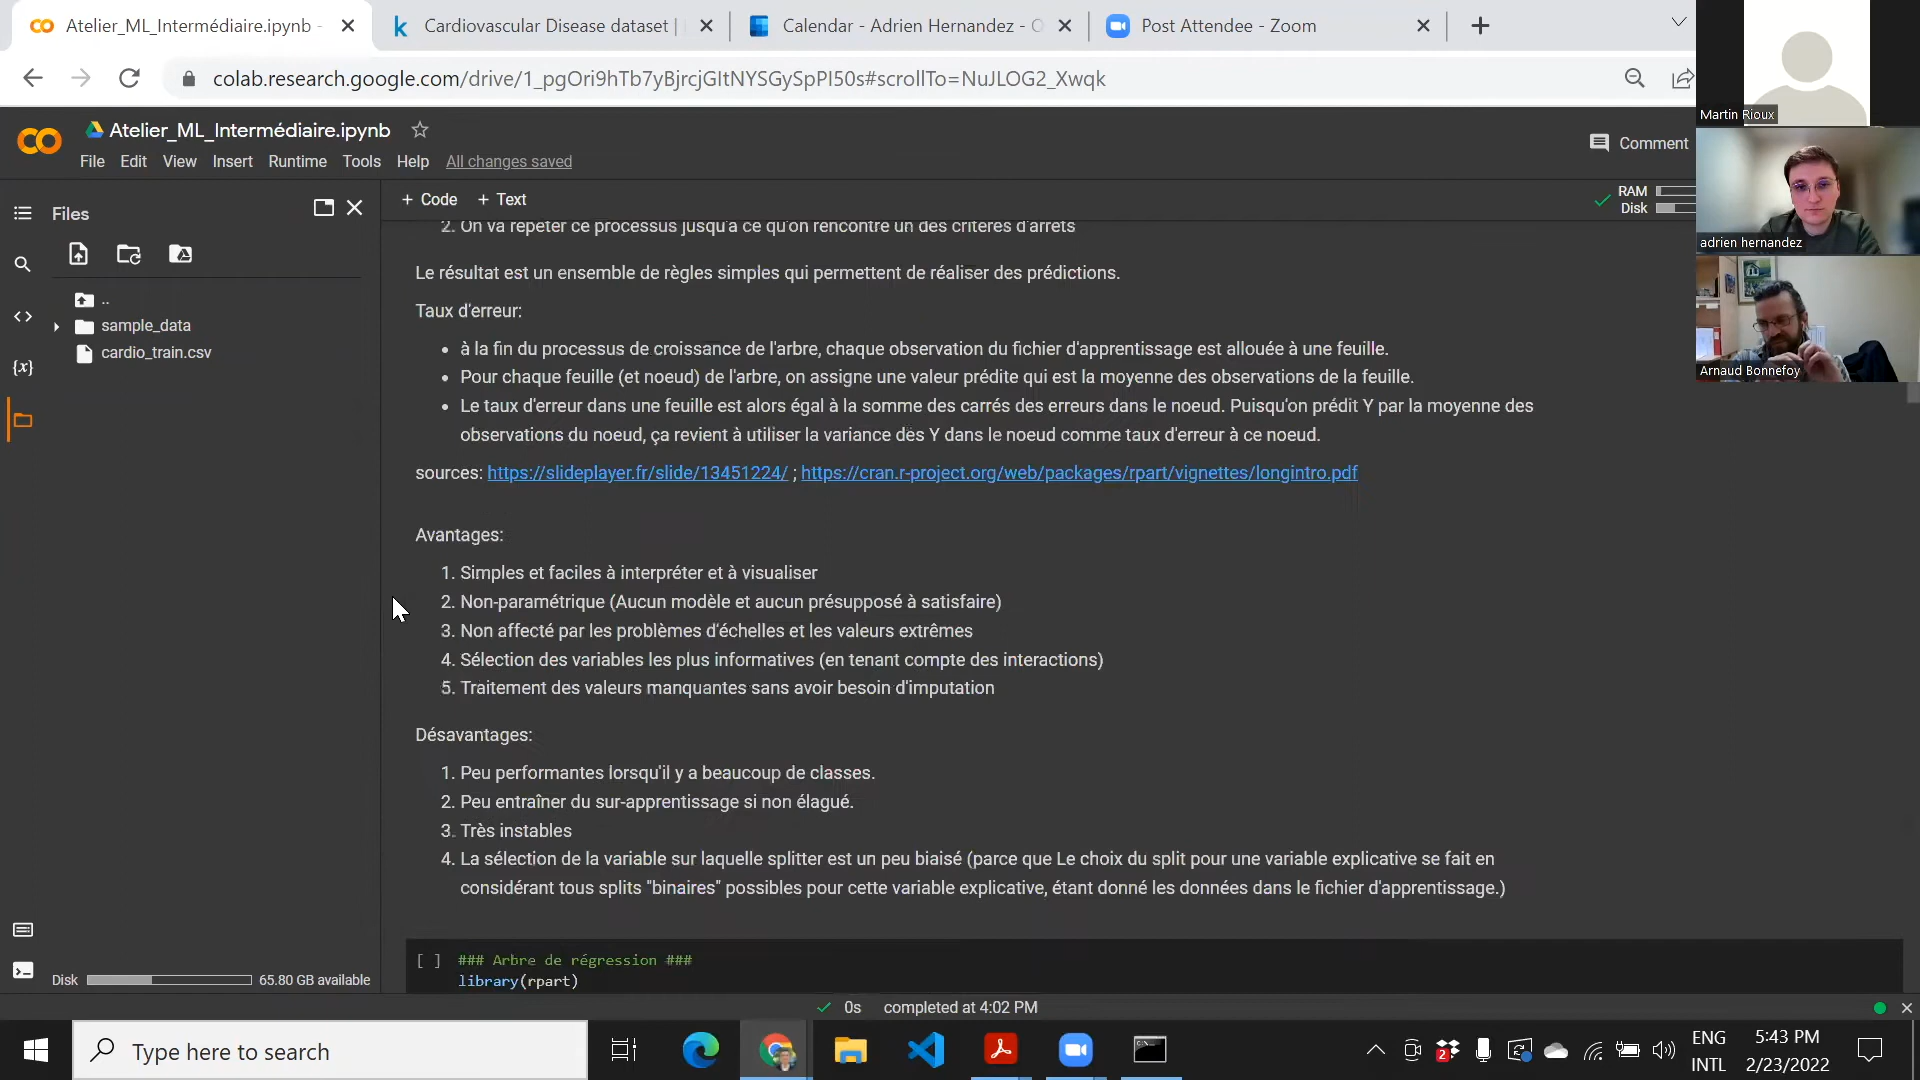 Atelier_ML_Intermédiaire.ipynb -
Cardiovascular Disease dataset |
Calendar - Adrien Hernandez - O
Post Attendee - Zoom
colab.research.google.com/drive/1_pgOri9hTb7yBjrcjGItNYSGySpPI50s#scrollTo=NuJLOG2_Xwqk
Atelier_ML_Intermédiaire.ipynb
File Edit View Insert Runtime Tools Help All changes saved
Comment
Files
+ Code + Text
RAM
Disk
..
sample_data
cardio_train.csv
2. On va répéter ce processus jusqu'à ce qu'on rencontre un des critères d'arrêts
Le résultat est un ensemble de règles simples qui permettent de réaliser des prédictions.
Taux d'erreur:
• à la fin du processus de croissance de l'arbre, chaque observation du fichier d'apprentissage est allouée à une feuille.
• Pour chaque feuille (et noeud) de l'arbre, on assigne une valeur prédite qui est la moyenne des observations de la feuille.
• Le taux d'erreur dans une feuille est alors égal à la somme des carrés des erreurs dans le noeud. Puisqu'on prédit Y par la moyenne des
observations du noeud, ça revient à utiliser la variance des Y dans le noeud comme taux d'erreur à ce noeud.
sources: https://slideplayer.fr/slide/13451224/ ; https://cran.r-project.org/web/packages/rpart/vignettes/longintro.pdf
Avantages:
1. Simples et faciles à interpréter et à visualiser
2. Non-paramétrique (Aucun modèle et aucun présupposé à satisfaire)
3. Non affecté par les problèmes d'échelles et les valeurs extrêmes
4. Sélection des variables les plus informatives (en tenant compte des interactions)
5. Traitement des valeurs manquantes sans avoir besoin d'imputation
Désavantages:
1. Peu performantes lorsqu'il y a beaucoup de classes.
2. Peu entraîner du sur-apprentissage si non élagué.
3. Très instables
4. La sélection de la variable sur laquelle splitter est un peu biaisé (parce que Le choix du split pour une variable explicative se fait en
considérant tous splits "binaires" possibles pour cette variable explicative, étant donné les données dans le fichier d'apprentissage.)
[ ] ### Arbre de régression ###
library(rpart)
Disk 65.80 GB available
0s completed at 4:02 PM
Type here to search
2
ENG
INTL
5:43 PM
2/23/2022
Martin Rioux
adrien hernandez
Arnaud Bonnefoy